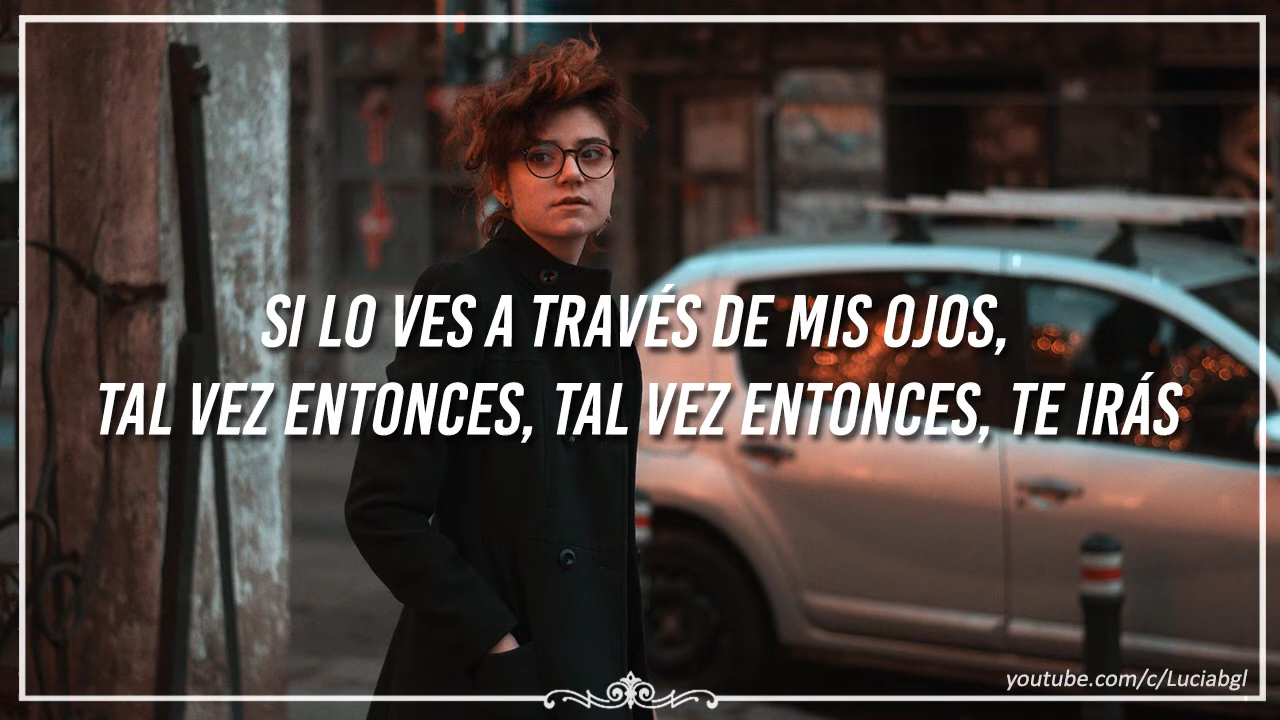 SI LO VES A TRAVÉS DE MIS OJOS,
TAL VEZ ENTONCES, TAL VEZ ENTONCES, TE IRÁS
youtube.com/c/Luciabgl